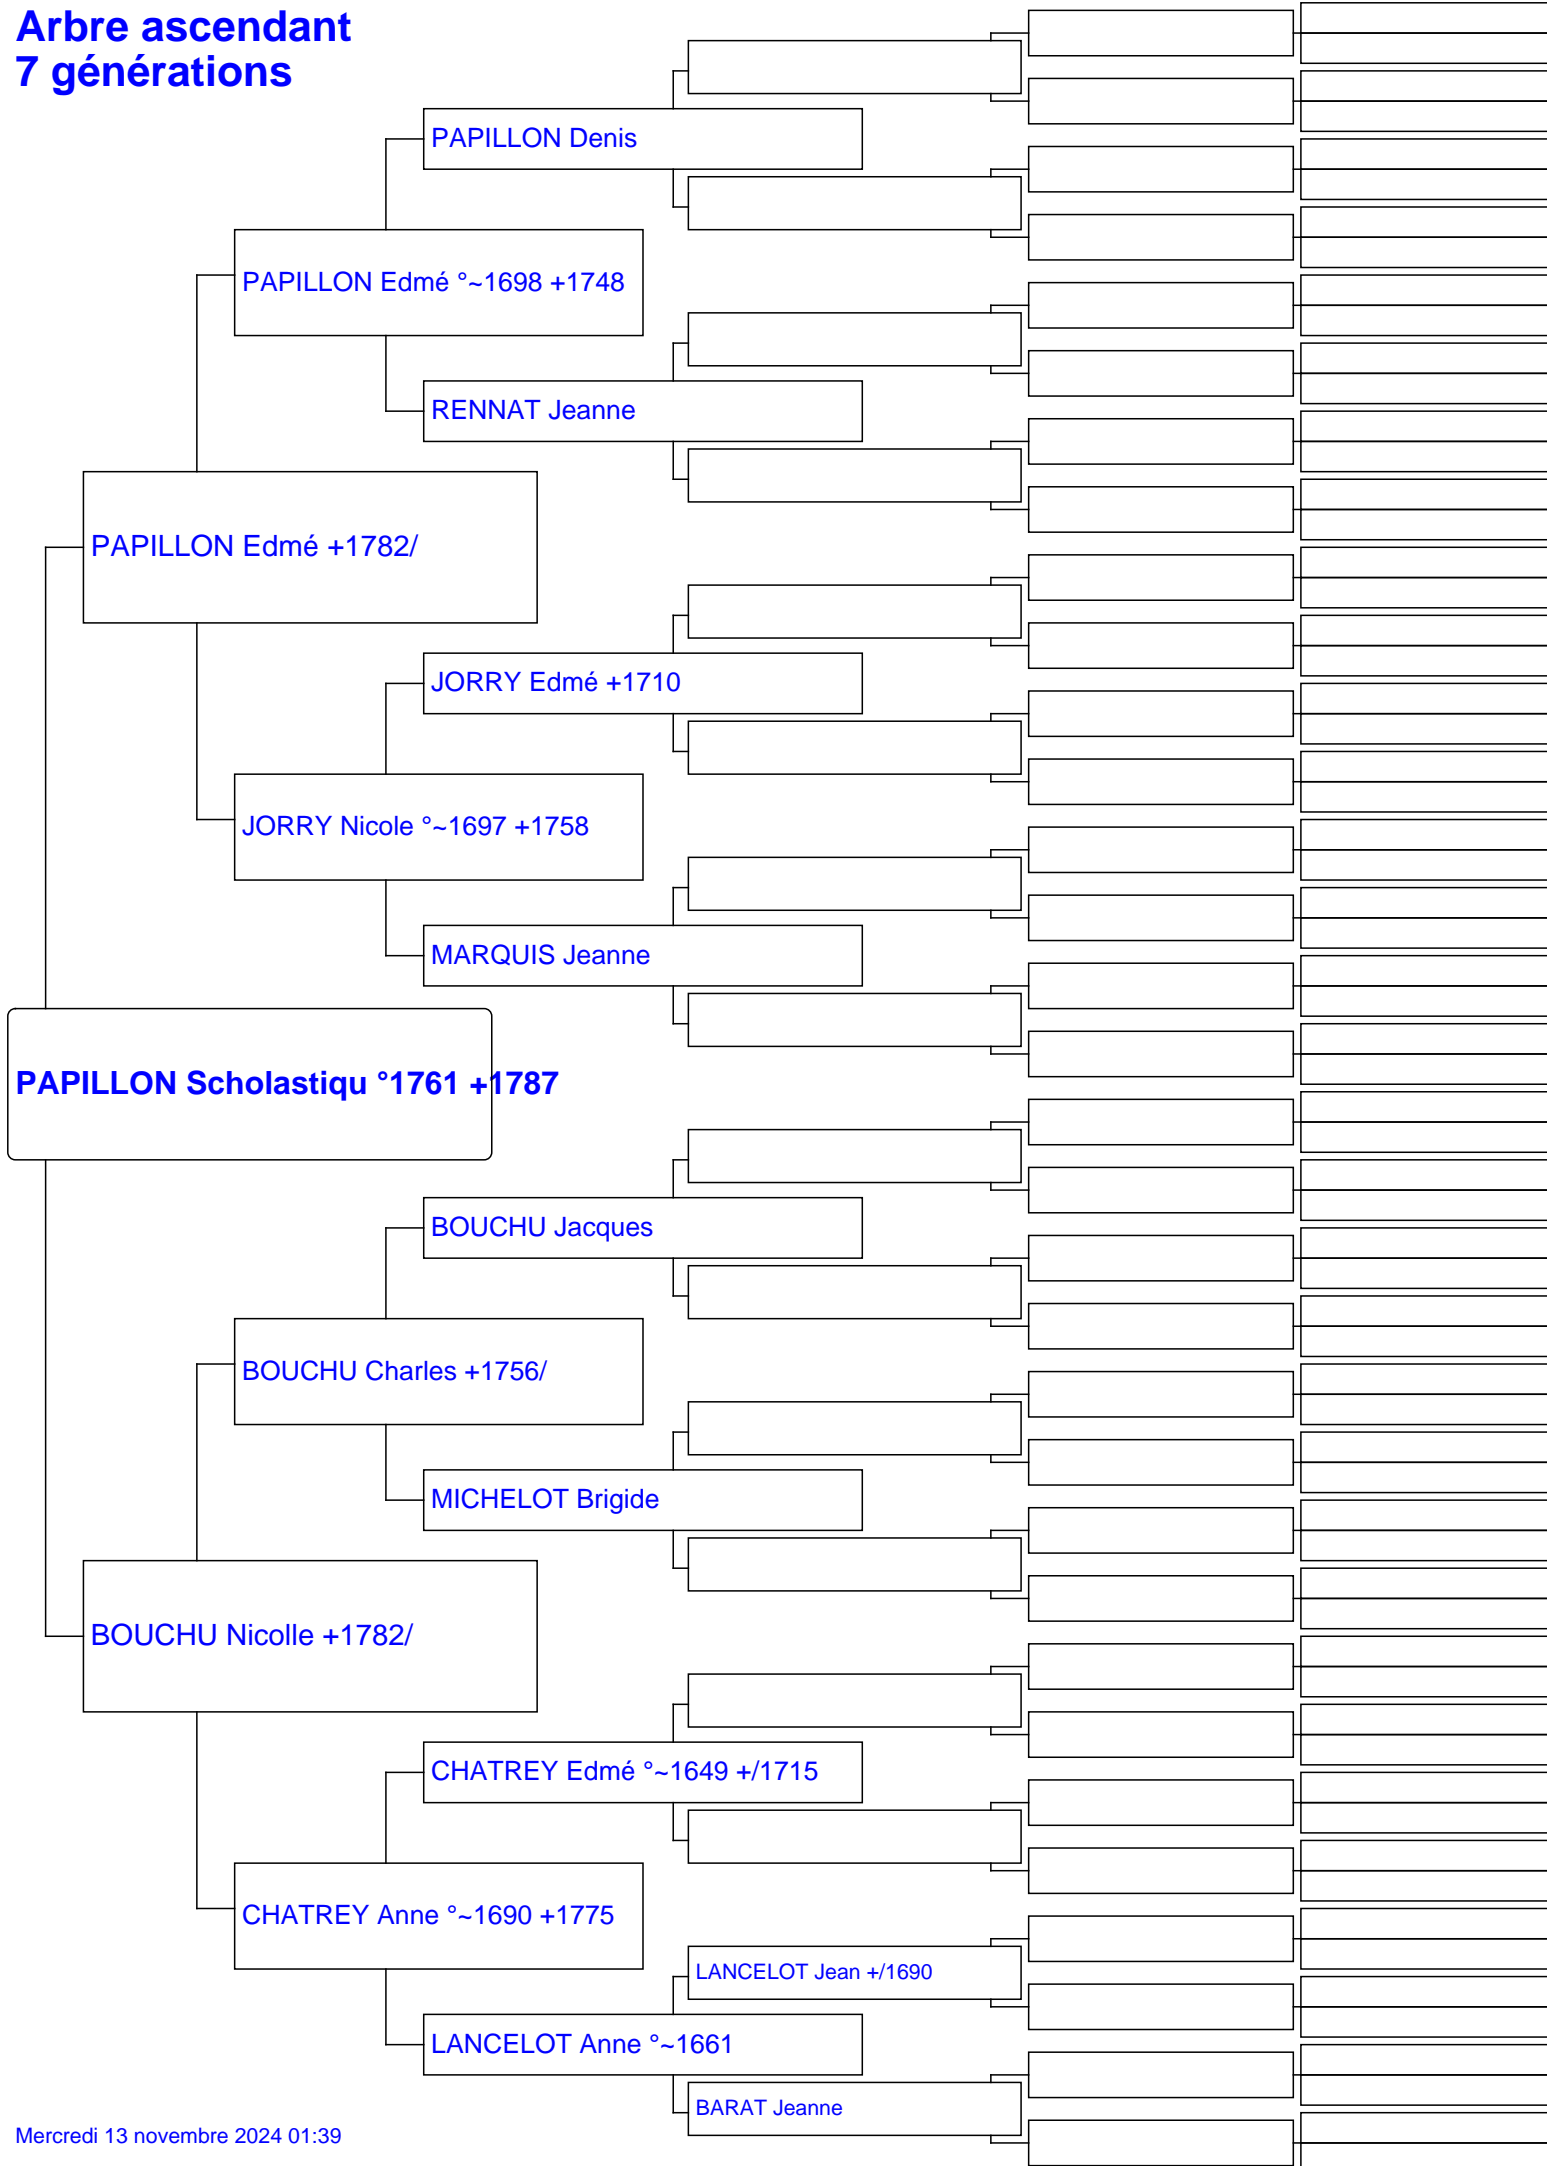 Arbre ascendant
7 générations
PAPILLON Denis
PAPILLON Edmé °~1698 +1748
RENNAT Jeanne
PAPILLON Edmé +1782/
JORRY Edmé +1710
JORRY Nicole °~1697 +1758
MARQUIS Jeanne
PAPILLON Scholastiqu °1761 +1787
BOUCHU Jacques
BOUCHU Charles +1756/
MICHELOT Brigide
BOUCHU Nicolle +1782/
CHATREY Edmé °~1649 +/1715
CHATREY Anne °~1690 +1775
LANCELOT Jean +/1690
LANCELOT Anne °~1661
BARAT Jeanne
Mercredi 13 novembre 2024 01:39